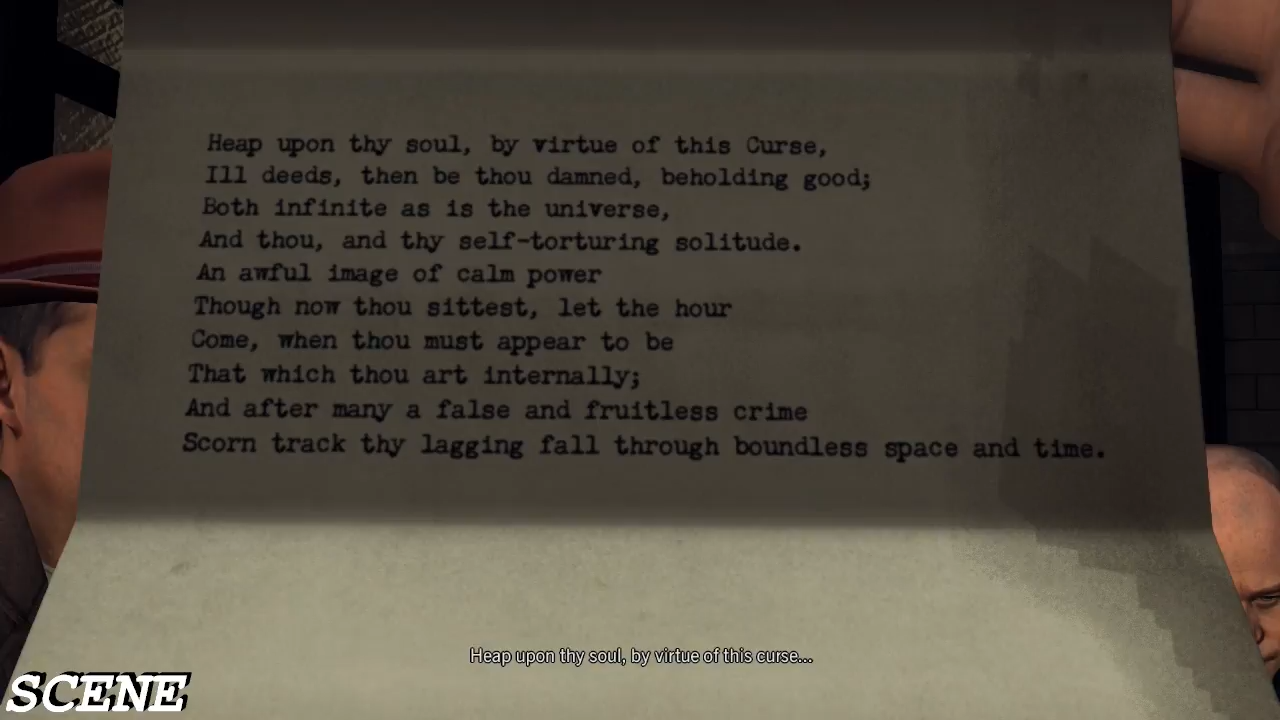 Heap upon thy soul, by virtue of this Curse,
Ill deeds, then be thou damned, beholding good;
Both infinite as is the universe,
And thou, and thy self-torturing solitude.
An awful image of calm power
Though now thou sittest, let the hour
Come, when thou must appear to be
That which thou art internally;
And after many a false and fruitless crime
Scorn track thy lagging fall through boundless space and time.
Heap upon thy soul, by virtue of this curse...
SCENE